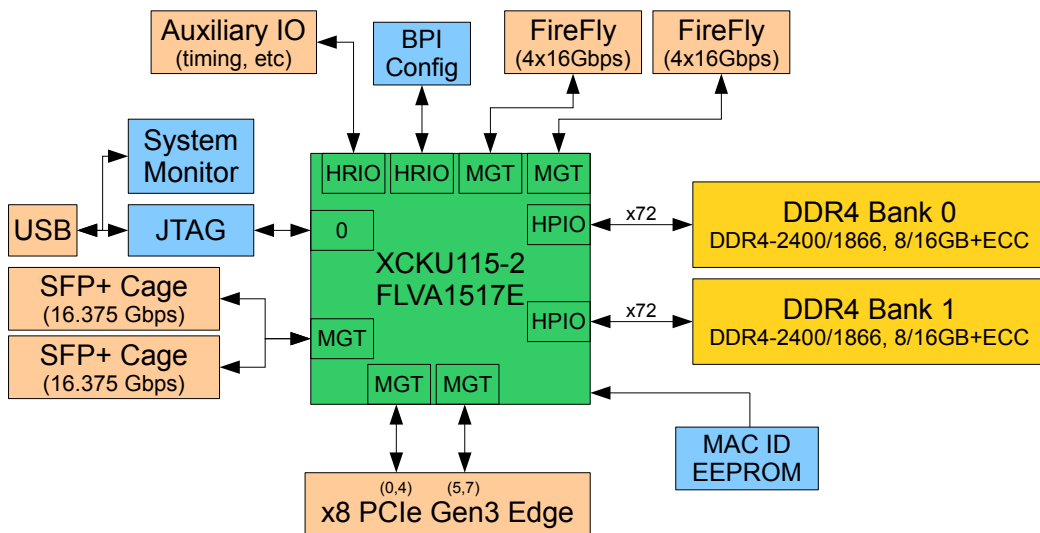 Auxiliary IO
(timing, etc)
BPI
Config
FireFly
(4x16Gbps)
FireFly
(4x16Gbps)
System
Monitor
HRIO
HRIO
MGT
MGT
USB
JTAG
0
HPIO
x72
DDR4 Bank 0
DDR4-2400/1866, 8/16GB+ECC
XCKU115-2
FLVA1517E
SFP+ Cage
(16.375 Gbps)
HPIO
x72
DDR4 Bank 1
DDR4-2400/1866, 8/16GB+ECC
MGT
SFP+ Cage
(16.375 Gbps)
MGT
MGT
MAC ID
EEPROM
(0,4)
(5,7)
x8 PCIe Gen3 Edge